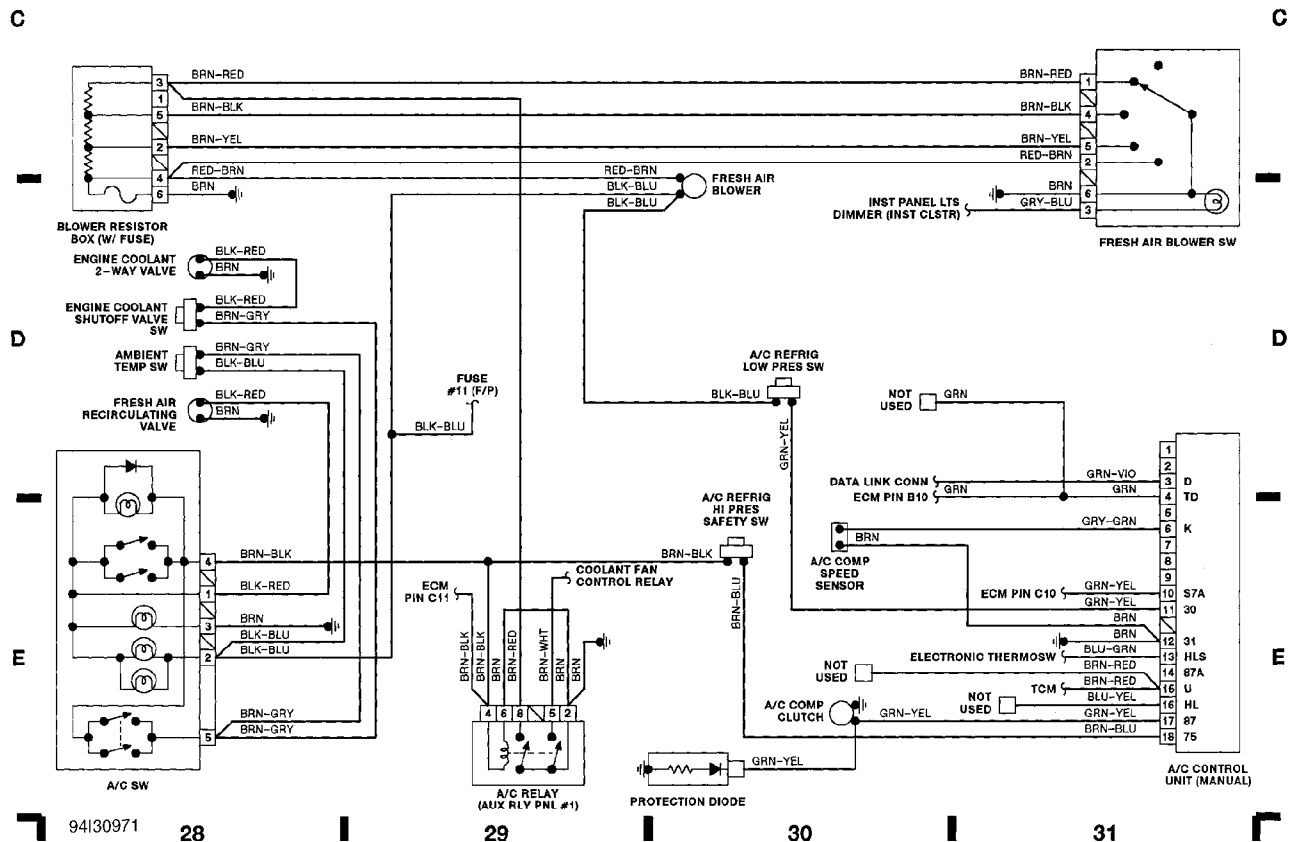 C C
BRN-RED BRN-RED
3 1
1
BRN-BLK BRN-BLK
5 4
BRN-YEL BRN-YEL
2 5
RED-BRN 2
RED-BRN RED-BRN
4
BRN BLK-BLU BRN
6 6
FRESH AIR
BLOWER
BLK-BLU
INST PANEL LTS
DIMMER (INST CLSTR)
GRY-BLU
3
BLOWER RESISTOR
BOX (W/ FUSE)
FRESH AIR BLOWER SW
ENGINE COOLANT
2-WAY VALVE
BLK-RED
BRN
ENGINE COOLANT
SHUTOFF VALVE
SW
BLK-RED
BRN-GRY
D D
AMBIENT
TEMP SW
BRN-GRY
BLK-BLU
FRESH AIR
RECIRCULATING
VALVE
BLK-RED
BRN
FUSE
#11 (F/P)
BLK-BLU
A/C REFRIG
LOW PRES SW
BLK-BLU
GRN-YEL
NOT
USED
GRN
1
2
DATA LINK CONN
GRN-VIO
3 D
ECM PIN B10
GRN GRN
4 TD
5
GRY-GRN
6 K
BRN
7
8
9
A/C COMP
SPEED
SENSOR
A/C REFRIG
HI PRES
SAFETY SW
BRN-BLK BRN-BLK
4
BRN-BLU
BLK-RED
1
BRN
3
BLK-BLU
BLK-BLU
2
BRN-GRY
BRN-GRY
5
A/C SW
ECM
PIN C11
COOLANT FAN
CONTROL RELAY
BRN-BLK
BRN-BLK
BRN
BRN-RED
BRN-WHT
BRN
BRN
4 6 8 5 2
A/C RELAY
(AUX RLY PNL #1)
ECM PIN C10
GRN-YEL
10 S7A
GRN-YEL
11 30
BRN
BRN
12 31
E E
ELECTRONIC THERMOSW
BLU-GRN
13 HLS
NOT
USED
BRN-RED
14 87A
TCM
BRN-RED
16 U
NOT
USED
BLU-YEL
16 HL
A/C COMP
CLUTCH
GRN-YEL GRN-YEL
17 87
BRN-BLU
18 75
GRN-YEL
PROTECTION DIODE
A/C CONTROL
UNIT (MANUAL)
94I30971
28 29 30 31